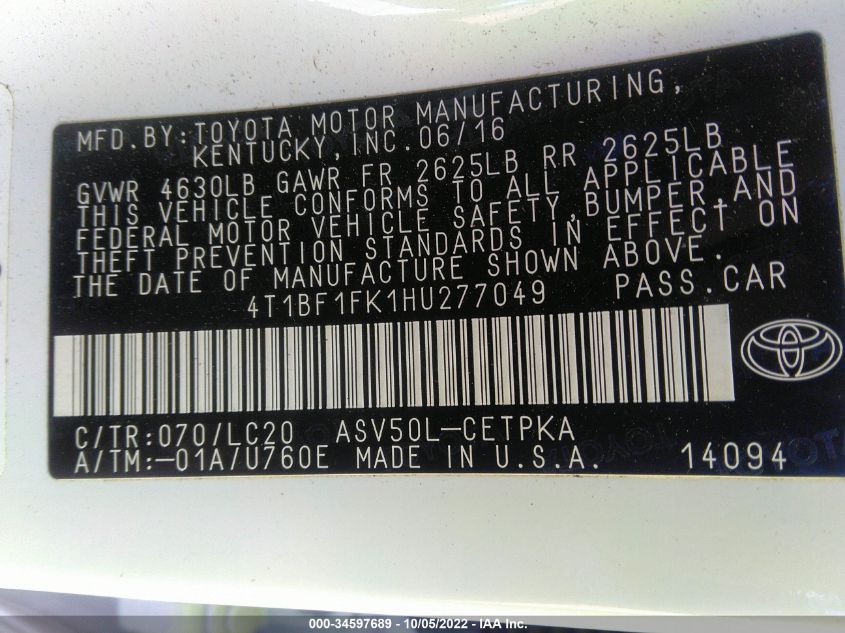 MFD.BY:TOYOTA MOTOR MANUFACTURING,
KENTUCKY,INC.06/16
GVWR 4630LB GAWR FR 2625LB RR 2625LB
THIS VEHICLE CONFORMS TO ALL APPLICABLE
FEDERAL MOTOR VEHICLE SAFETY,BUMPER,AND
THEFT PREVENTION STANDARDS IN EFFECT ON
THE DATE OF MANUFACTURE SHOWN ABOVE.
4T1BF1FK1HU277049 PASS.CAR
C/TR:070/LC20 ASV50L-CETPKA
A/TM:-01A/U760E MADE IN U.S.A. 14094
000-34597689 - 10/05/2022 - IAA Inc.